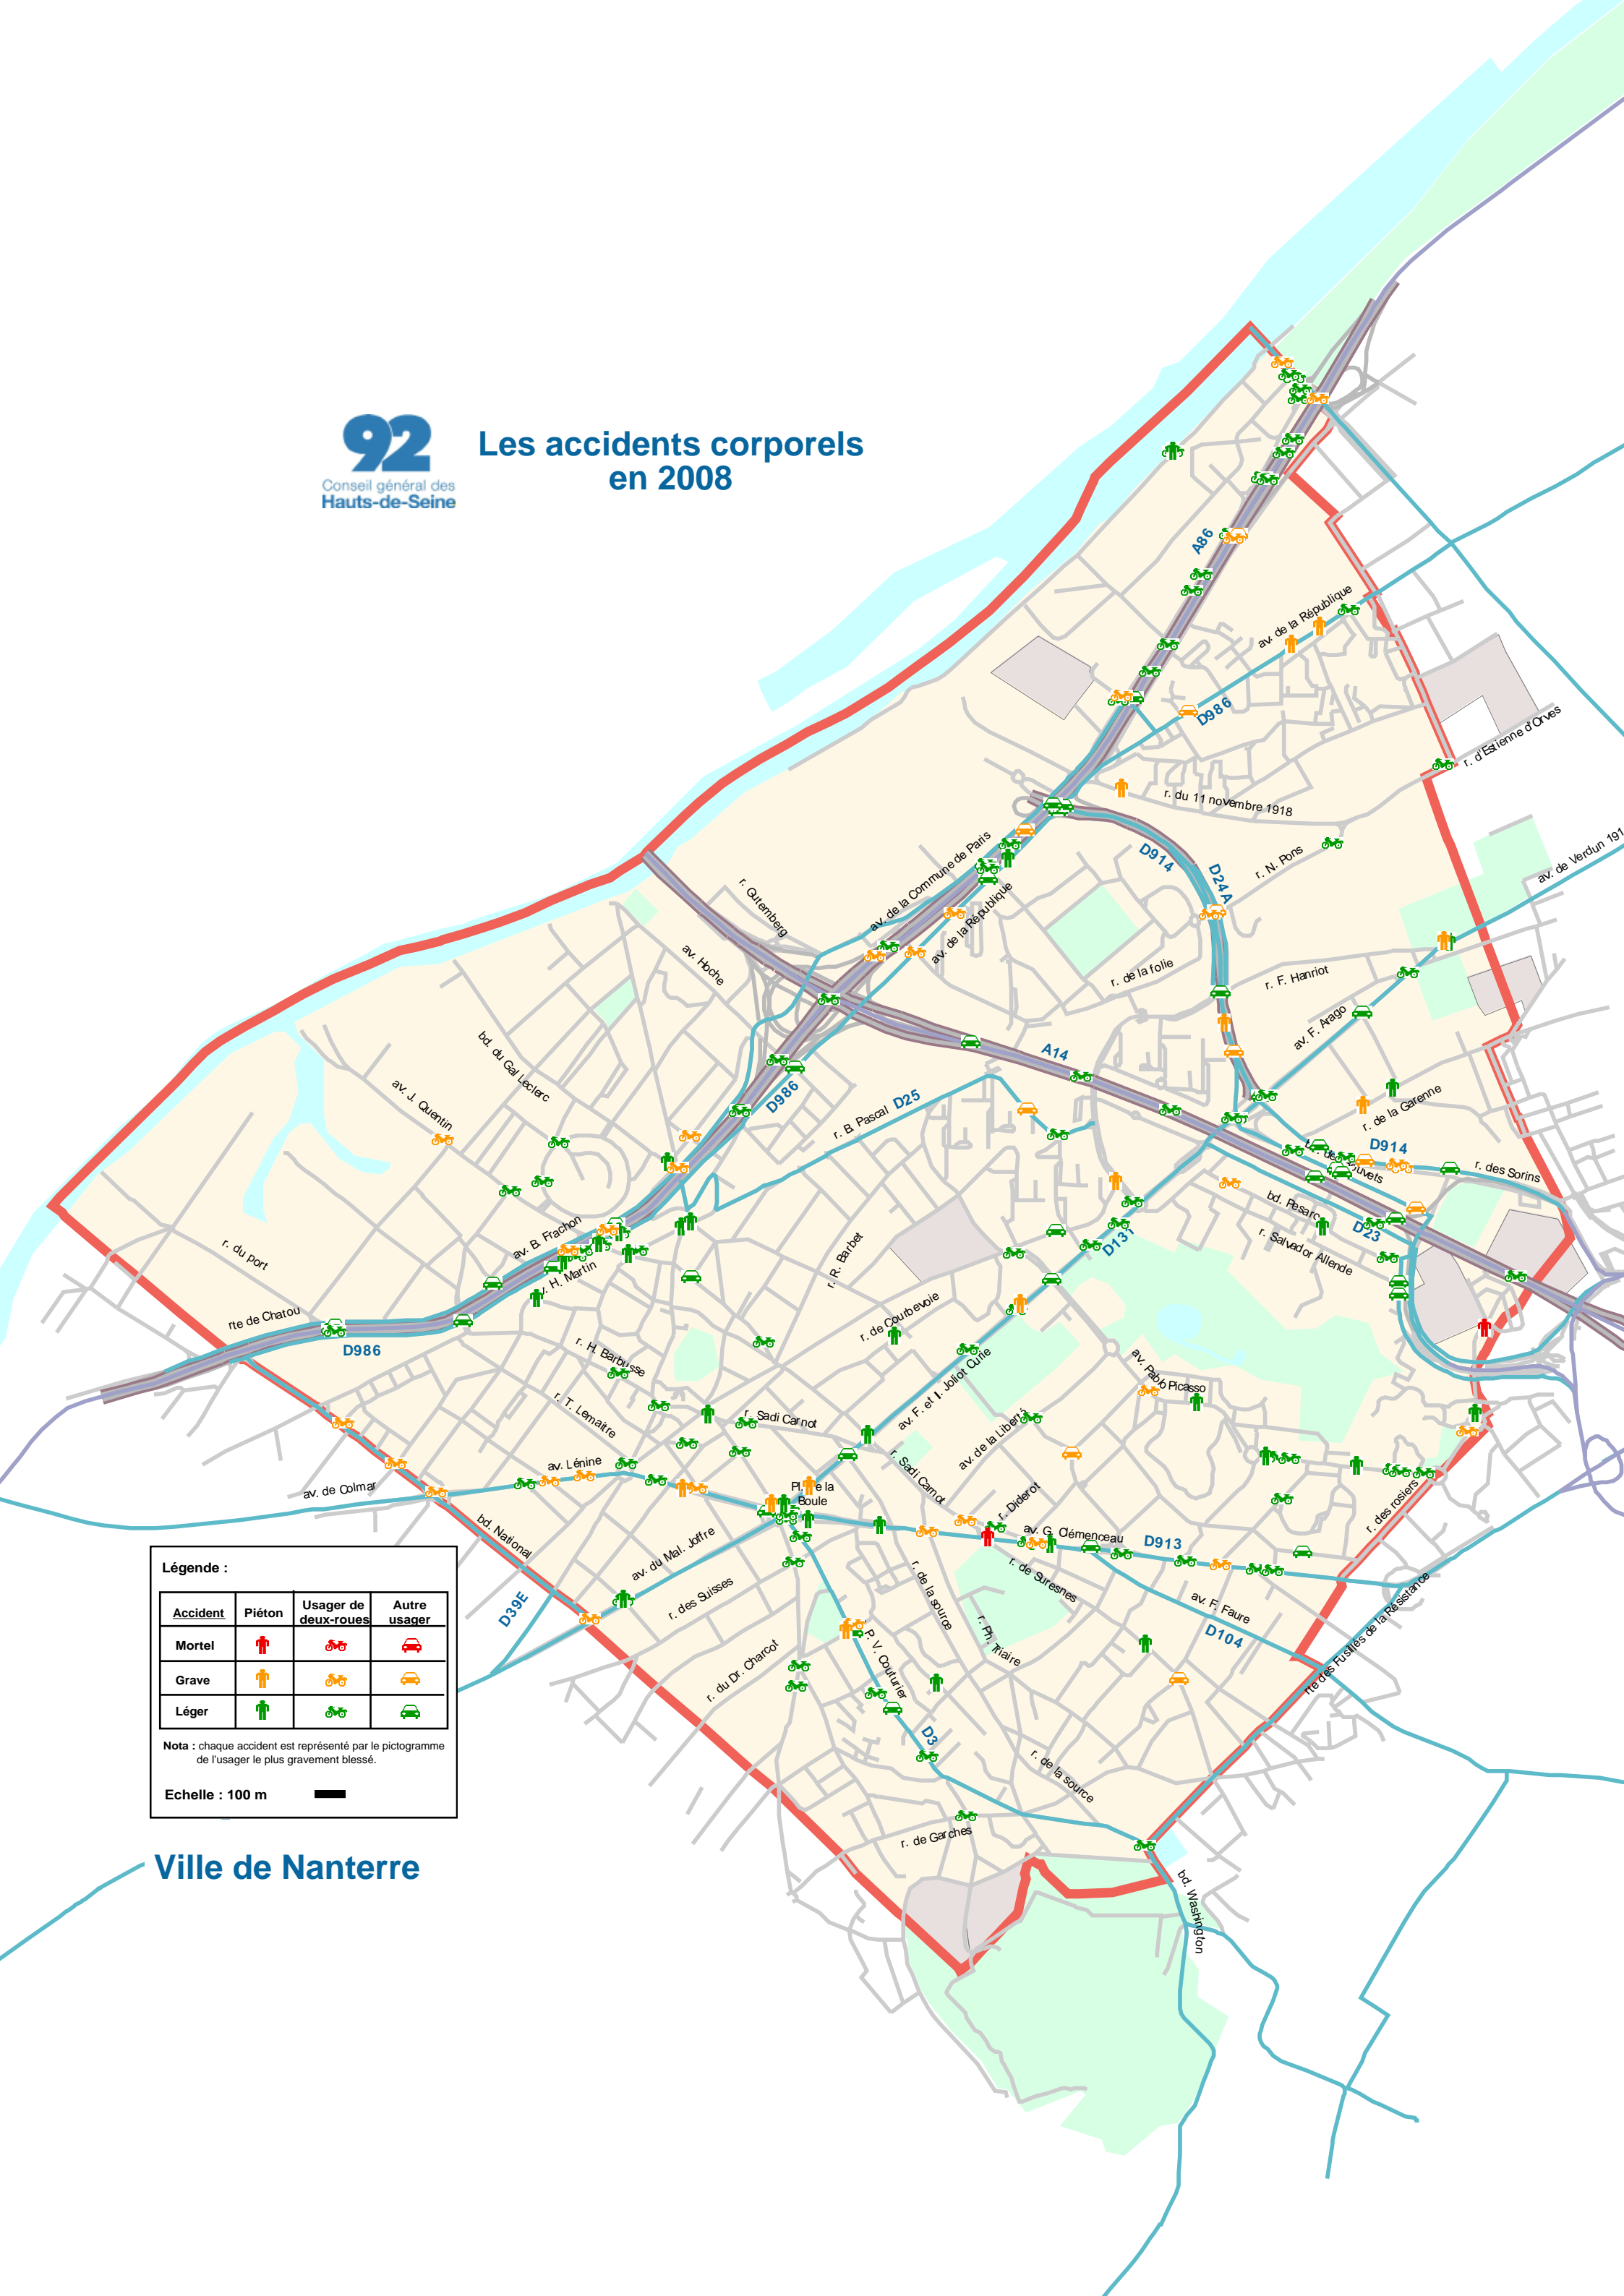 92
Conseil général des
Hauts-de-Seine
Les accidents corporels
en 2008
A86
av. de la République
D986
r. d'Estienne d'Orves
r. du 11 novembre 1918
D914
D24A
r. N. Pons
av. de Verdun 191
av. de la Commune de Paris
r. Gutemberg
av. de la République
av. Hoche
r. de la folie
r. F. Hanriot
av. F. Arago
bd. du Gal Leclerc
A14
D986
av. J. Quentin
r. B. Pascal
D25
r. de la Garenne
D914
r. des Sorins
bd. Pesaro
D23
r. Salvador Allende
av. B. Frachon
D131
r. du port
H. Martin
r. R. Barbet
rte de Chatou
D986
r. de Courbevoie
r. H. Barbusse
av. F. et I. Joliot Curie
av. Pablo Picasso
r. T. Lemaitre
r. Sadi Carnot
av. de la Liberté
av. Lénine
r. Sadi Carnot
av. de Colmar
Boule
r. Diderot
r. des rosiers
av. G. Clémenceau
D913
bd. National
av. du Mal. Joffre
r. de Suresnes
r. de la source
r. des Suisses
av. F. Faure
D104
D39E
r. Ph. Triaire
P. V. Couturier
r. du Dr. Charcot
rte des Fusillés de la Résistance
D3
r. de la source
r. de Garches
bd. Washington
Légende :
Accident Piéton Usager de deux-roues Autre usager
Mortel
Grave
Léger
Nota : chaque accident est représenté par le pictogramme
de l'usager le plus gravement blessé.
Echelle : 100 m
Ville de Nanterre